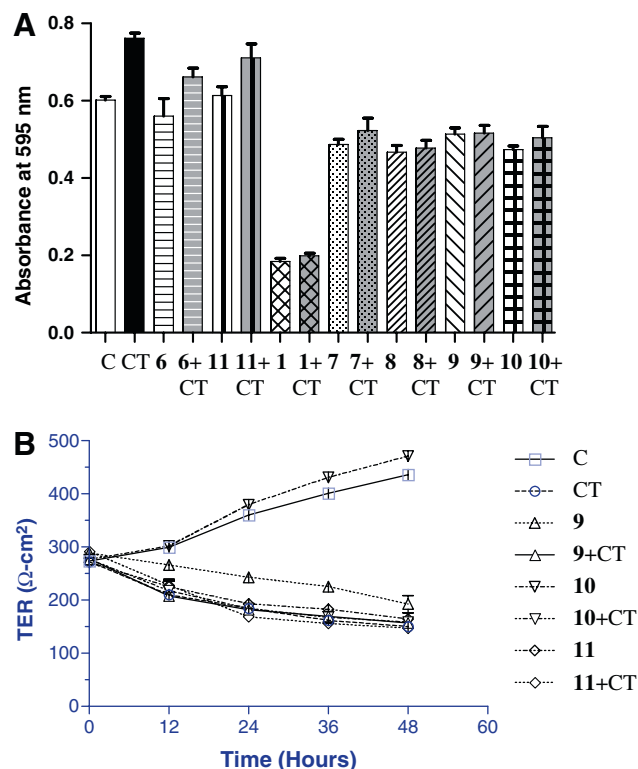 A
Absorbance at 595 nm
0.8
0.6
0.4
0.2
0.0
C CT 6 6+ 11 11+ 1 1+ 7 7+ 8 8+ 9 9+ 10 10+
CT CT CT CT CT CT CT
B
TER (Ω-cm²)
500
400
300
200
100
0
0 12 24 36 48 60
Time (Hours)
C
CT
9
9+CT
10
10+CT
11
11+CT